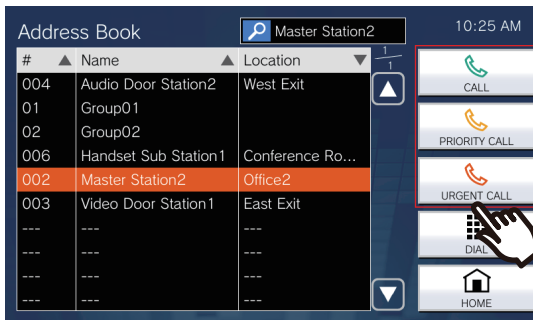 Address Book
Master Station2
10:25 AM
# Name Location
1/1
004 Audio Door Station2 West Exit
01 Group01
02 Group02
006 Handset Sub Station1 Conference Ro...
002 Master Station2 Office2
003 Video Door Station1 East Exit
--- --- ---
--- --- ---
--- --- ---
--- --- ---
CALL
PRIORITY CALL
URGENT CALL
DIAL
HOME